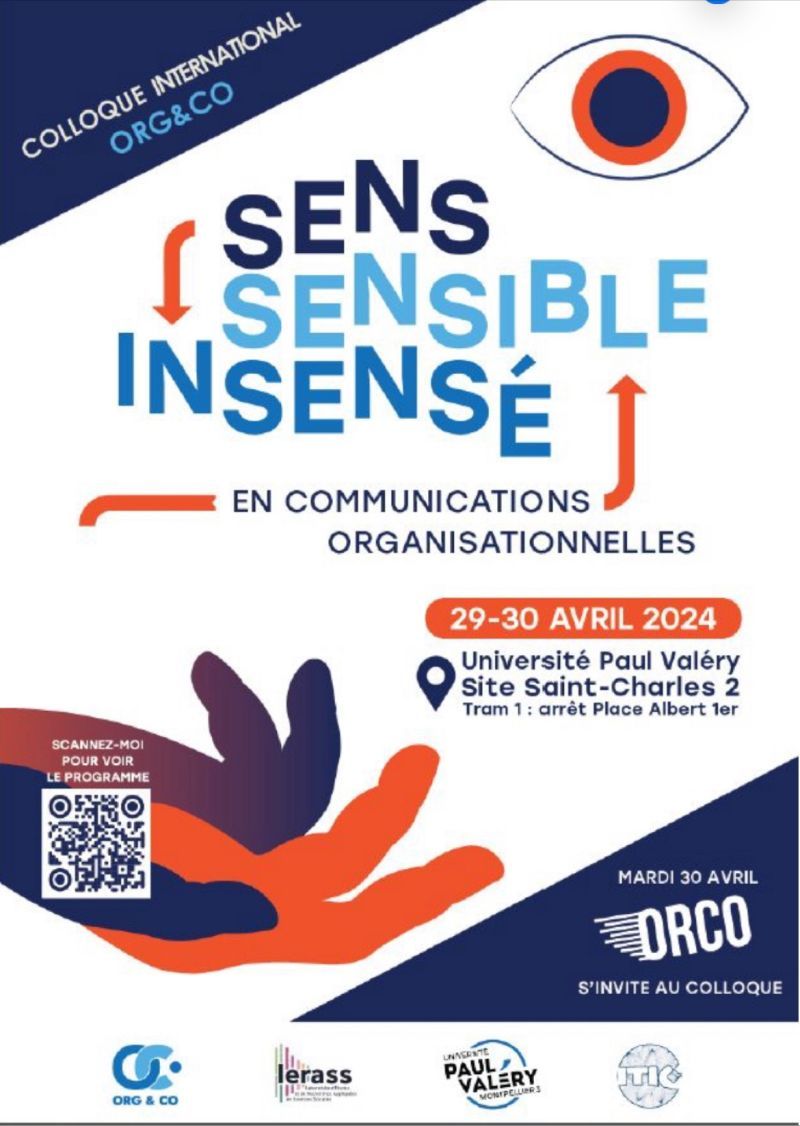 COLLOQUE INTERNATIONAL
ORG&CO
SENS
SENSIBLE
INSENSÉ
EN COMMUNICATIONS
ORGANISATIONNELLES
29-30 AVRIL 2024
Université Paul Valéry
Site Saint-Charles 2
Tram 1 : arrêt Place Albert 1er
SCANNEZ-MOI
POUR VOIR
LE PROGRAMME
MARDI 30 AVRIL
ORCO
S'INVITE AU COLLOQUE
ORG & CO
lerass
UNIVERSITÉ
PAUL
VALÉRY
MONTPELLIER 3
ITIC